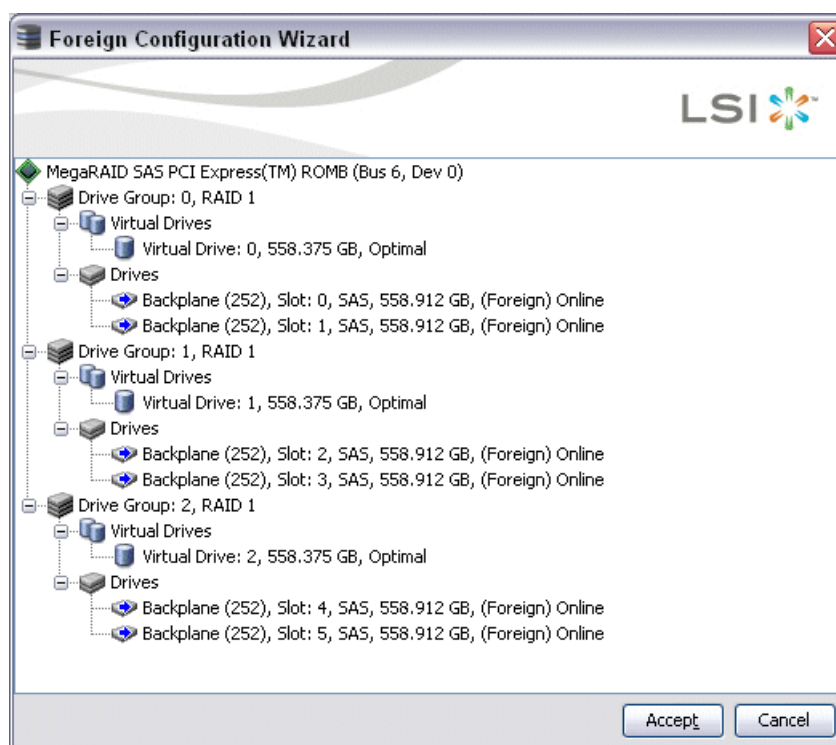 Foreign Configuration Wizard
LSI™
MegaRAID SAS PCI Express(TM) ROMB (Bus 6, Dev 0)
Drive Group: 0, RAID 1
Virtual Drives
Virtual Drive: 0, 558.375 GB, Optimal
Drives
Backplane (252), Slot: 0, SAS, 558.912 GB, (Foreign) Online
Backplane (252), Slot: 1, SAS, 558.912 GB, (Foreign) Online
Drive Group: 1, RAID 1
Virtual Drives
Virtual Drive: 1, 558.375 GB, Optimal
Drives
Backplane (252), Slot: 2, SAS, 558.912 GB, (Foreign) Online
Backplane (252), Slot: 3, SAS, 558.912 GB, (Foreign) Online
Drive Group: 2, RAID 1
Virtual Drives
Virtual Drive: 2, 558.375 GB, Optimal
Drives
Backplane (252), Slot: 4, SAS, 558.912 GB, (Foreign) Online
Backplane (252), Slot: 5, SAS, 558.912 GB, (Foreign) Online
Accept Cancel